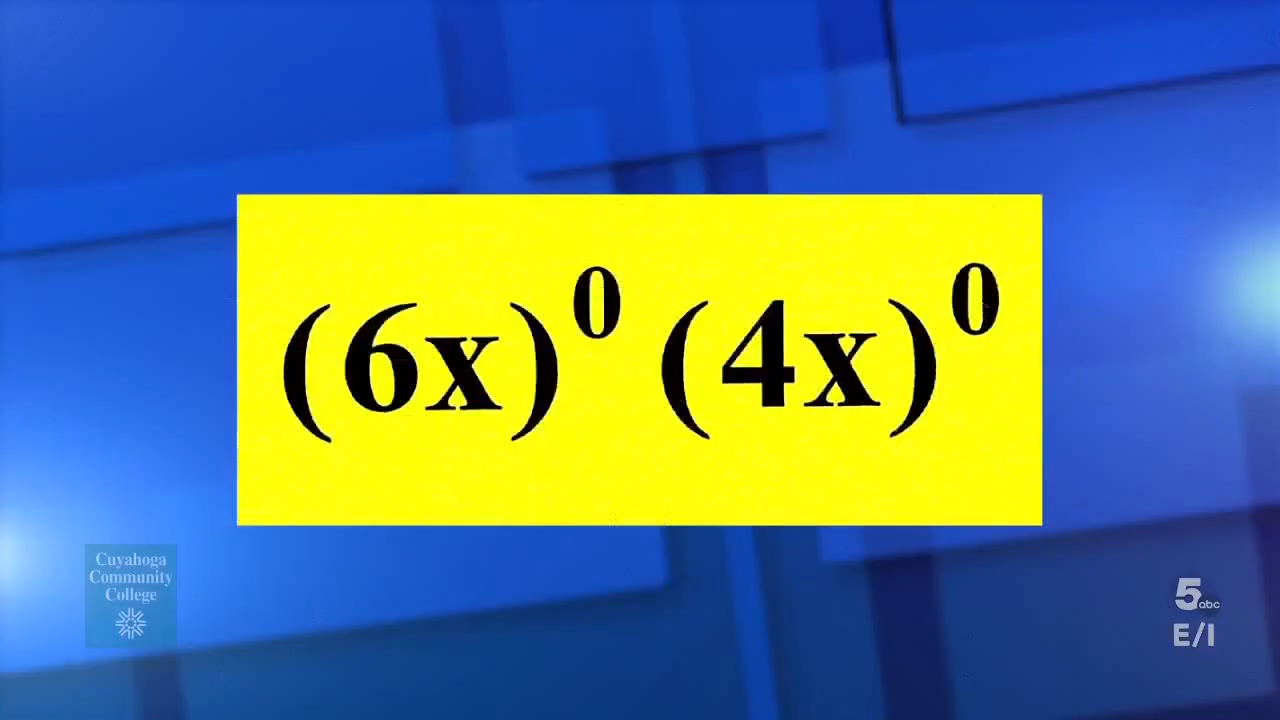 (6x)⁰ (4x)⁰
Cuyahoga
Community
College
5abc
E/I